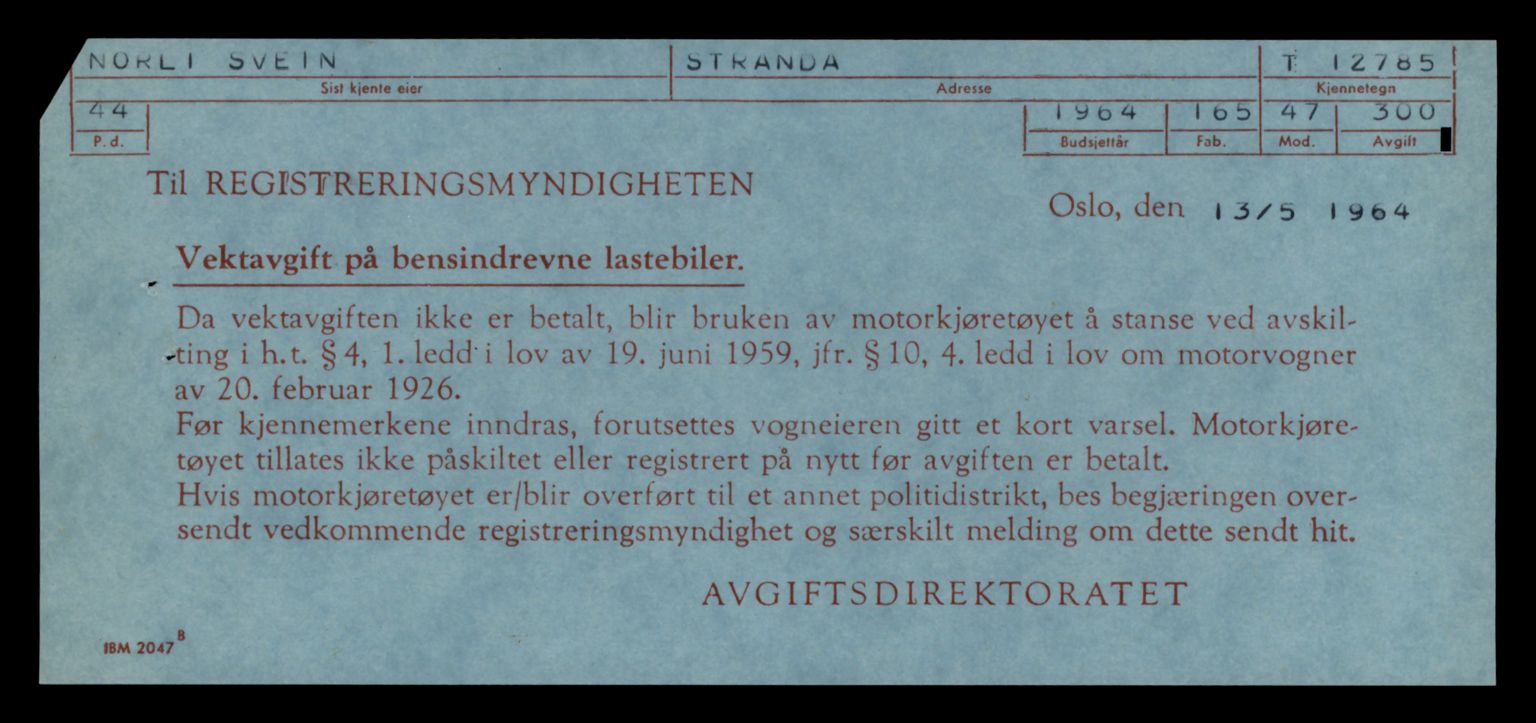 NORLI SVEIN STRANDA T 12785
Sist kjente eier Adresse Kjennetegn
44 1964 165 47 300
P. d. Budsjettår Fab. Mod. Avgift
Til REGISTRERINGSMYNDIGHETEN
Oslo, den 13/5 1964
Vektavgift på bensindrevne lastebiler.
Da vektavgiften ikke er betalt, blir bruken av motorkjøretøyet å stanse ved avskil-
ting i h. t. § 4, 1. ledd i lov av 19. juni 1959, jfr. § 10, 4. ledd i lov om motorvogner
av 20. februar 1926.
Før kjennemerkene inndras, forutsettes vogneieren gitt et kort varsel. Motorkjøre-
tøyet tillates ikke påskiltet eller registrert på nytt før avgiften er betalt.
Hvis motorkjøretøyet er/blir overført til et annet politidistrikt, bes begjæringen over-
sendt vedkommende registreringsmyndighet og særskilt melding om dette sendt hit.
AVGIFTSDIREKTORATET
IBM 2047 B